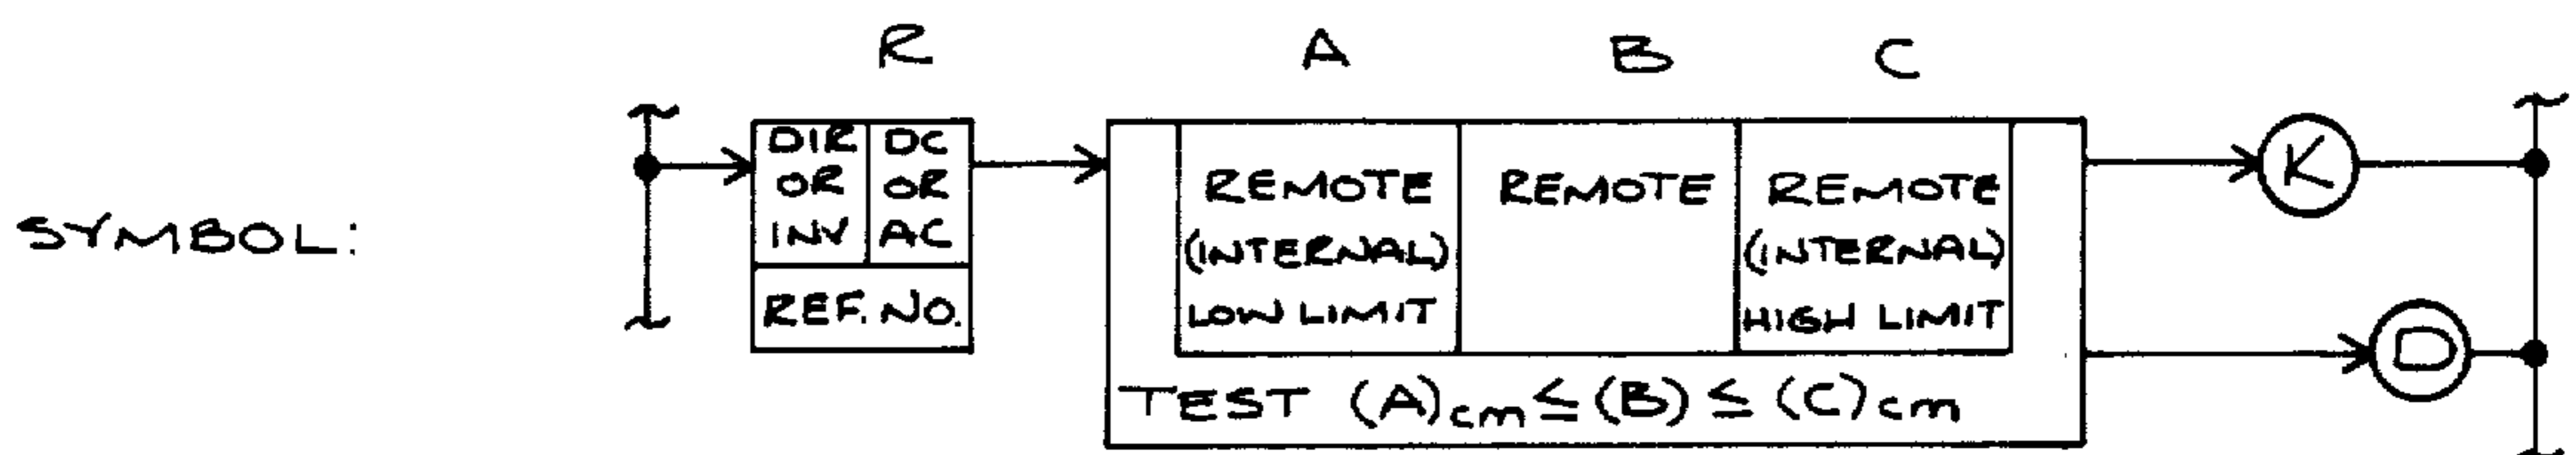 R A B C
SYMBOL:
DIR OR INV
DC OR AC
REF. NO.
REMOTE (INTERNAL) LOW LIMIT
REMOTE
REMOTE (INTERNAL) HIGH LIMIT
TEST (A)cm ≤ (B) ≤ (C)cm
K
D